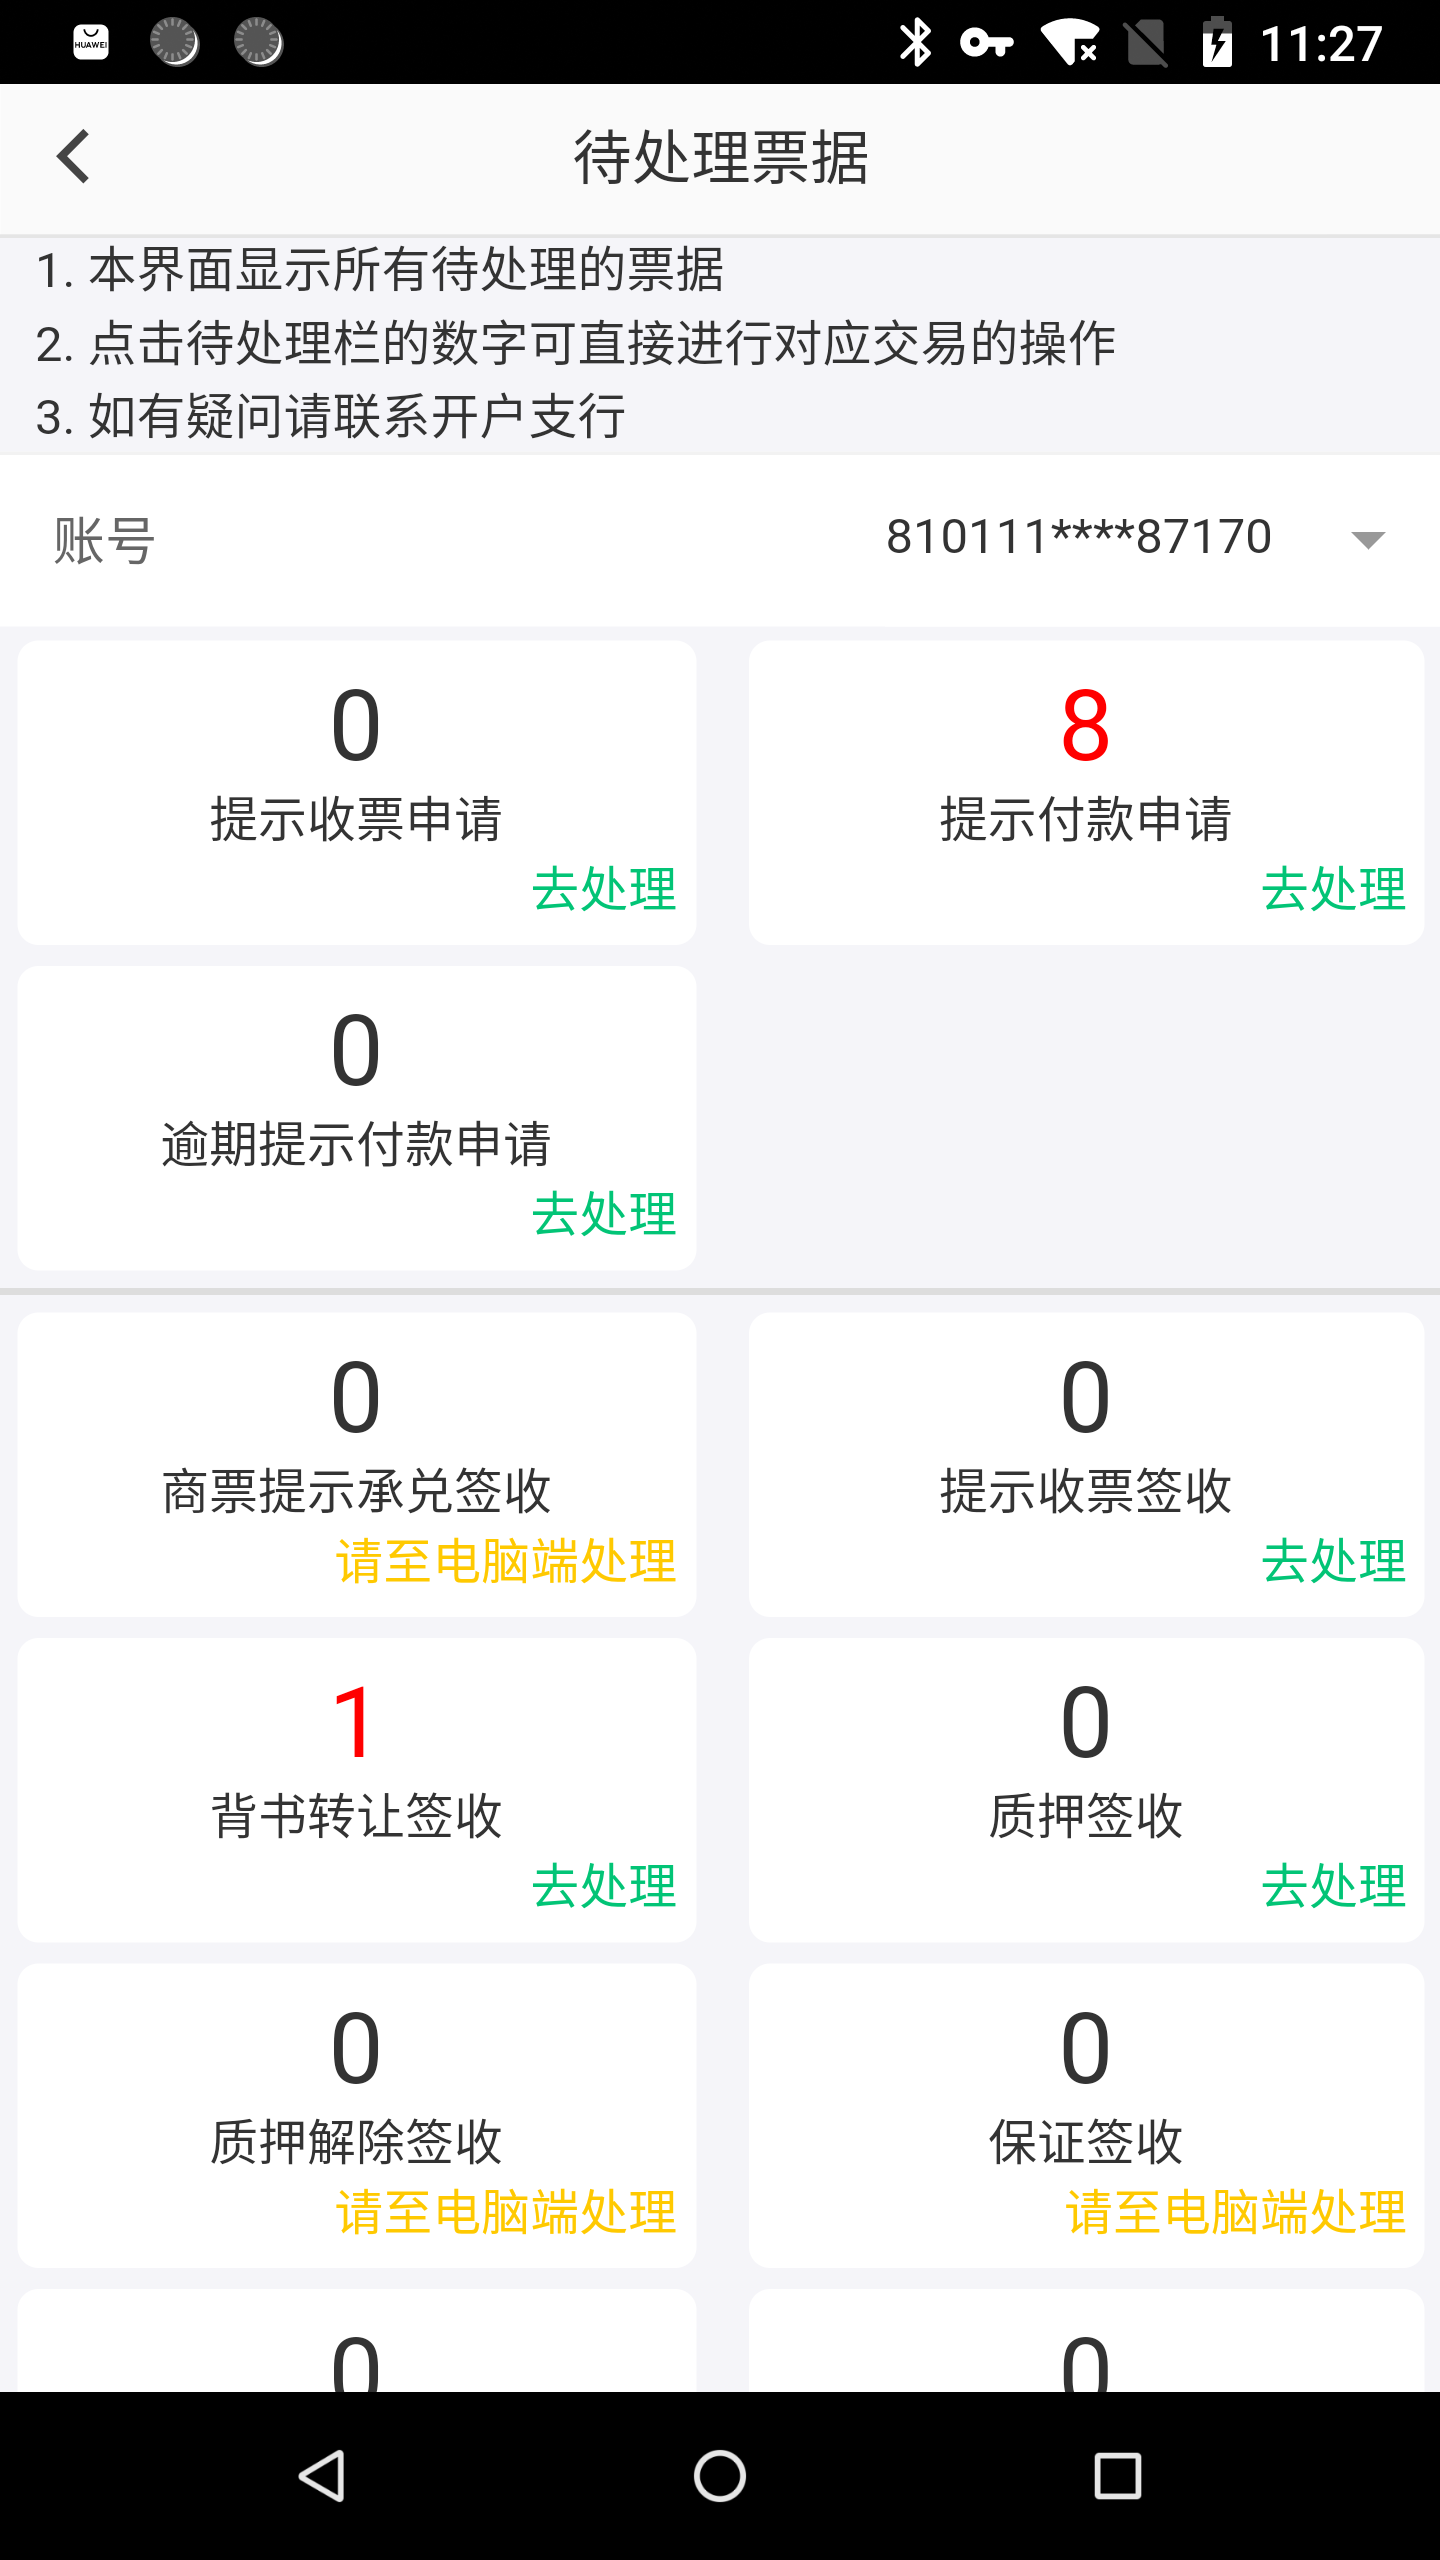 HUAWEI
11:27
待处理票据
1. 本界面显示所有待处理的票据
2. 点击待处理栏的数字可直接进行对应交易的操作
3. 如有疑问请联系开户支行
账号 810111****87170
0 8
提示收票申请 提示付款申请
去处理 去处理
0
逾期提示付款申请
去处理
0 0
商票提示承兑签收 提示收票签收
请至电脑端处理 去处理
1 0
背书转让签收 质押签收
去处理 去处理
0 0
质押解除签收 保证签收
请至电脑端处理 请至电脑端处理
0 0